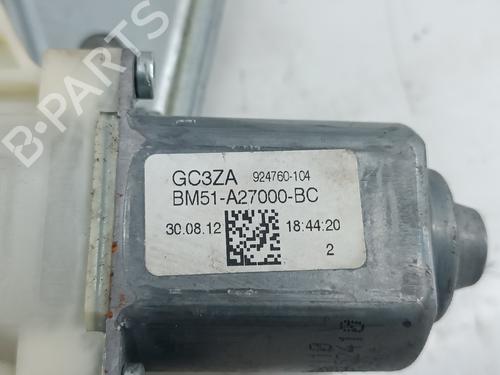 B-PARTS
GC3ZA 924760-104
BM51-A27000-BC
30.08.12 18:44:20
2